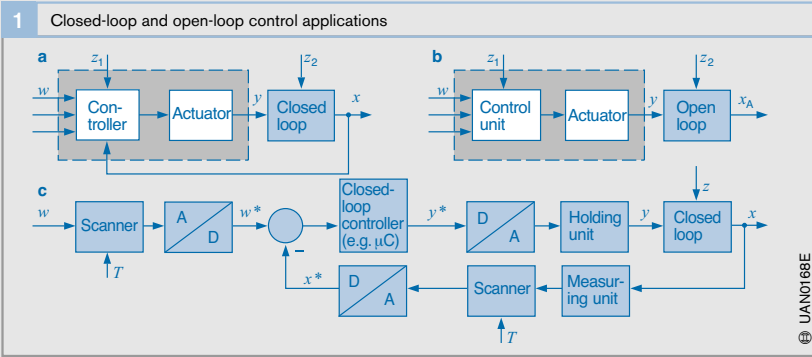 1 Closed-loop and open-loop control applications
a
z1
z2
w
Con-
troller
Actuator
y
Closed
loop
x
b
z1
z2
w
Control
unit
Actuator
y
Open
loop
xA
c
w
Scanner
T
A
D
w*
–
Closed-
loop
controller
(e.g. µC)
y*
D
A
Holding
unit
y
z
Closed
loop
x
x*
D
A
Scanner
T
Measur-
ing unit
UAN0168E